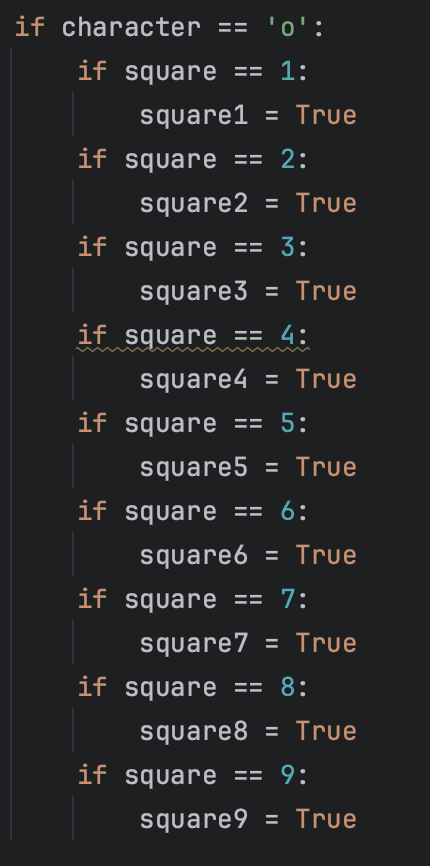 if character == 'o':
    if square == 1:
        square1 = True
    if square == 2:
        square2 = True
    if square == 3:
        square3 = True
    if square == 4:
        square4 = True
    if square == 5:
        square5 = True
    if square == 6:
        square6 = True
    if square == 7:
        square7 = True
    if square == 8:
        square8 = True
    if square == 9:
        square9 = True